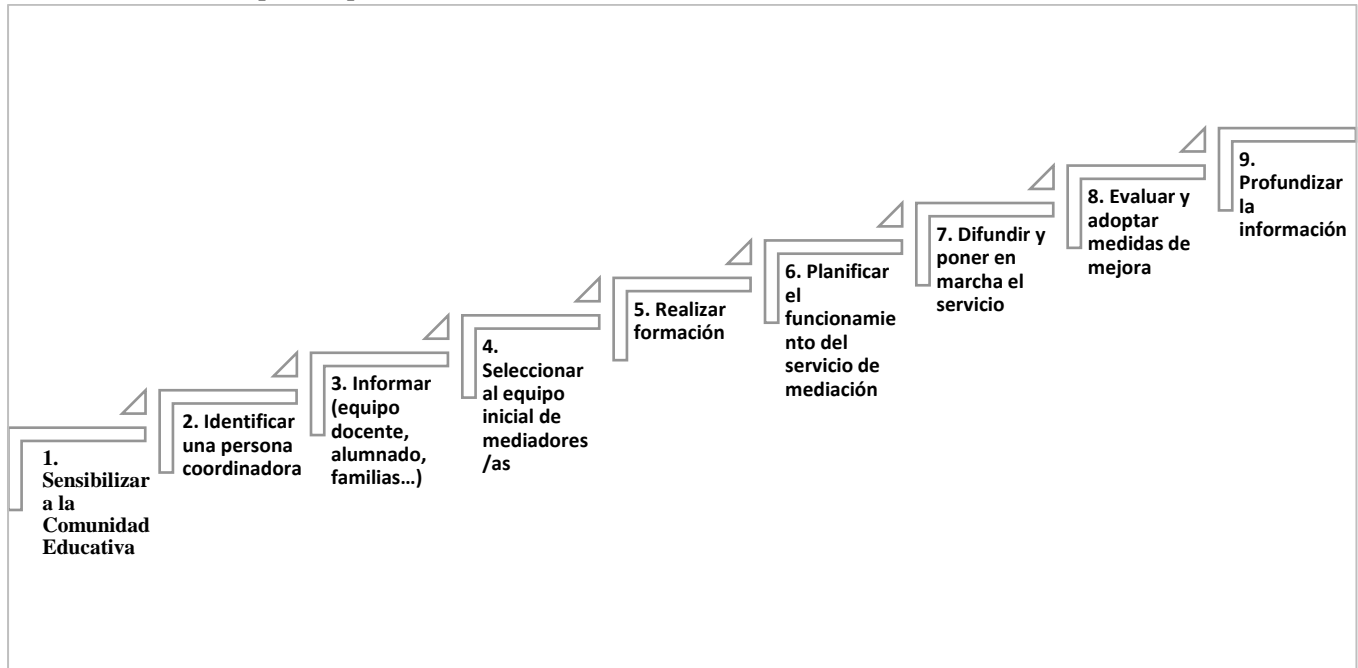 1.
Sensibilizar
a la
Comunidad
Educativa
2. Identificar
una persona
coordinadora
3. Informar
(equipo
docente,
alumnado,
familias...)
4.
Seleccionar
al equipo
inicial de
mediadores
/as
5. Realizar
formación
6. Planificar
el
funcionamie
nto del
servicio de
mediación
7. Difundir y
poner en
marcha el
servicio
8. Evaluar y
adoptar
medidas de
mejora
9.
Profundizar
la
información